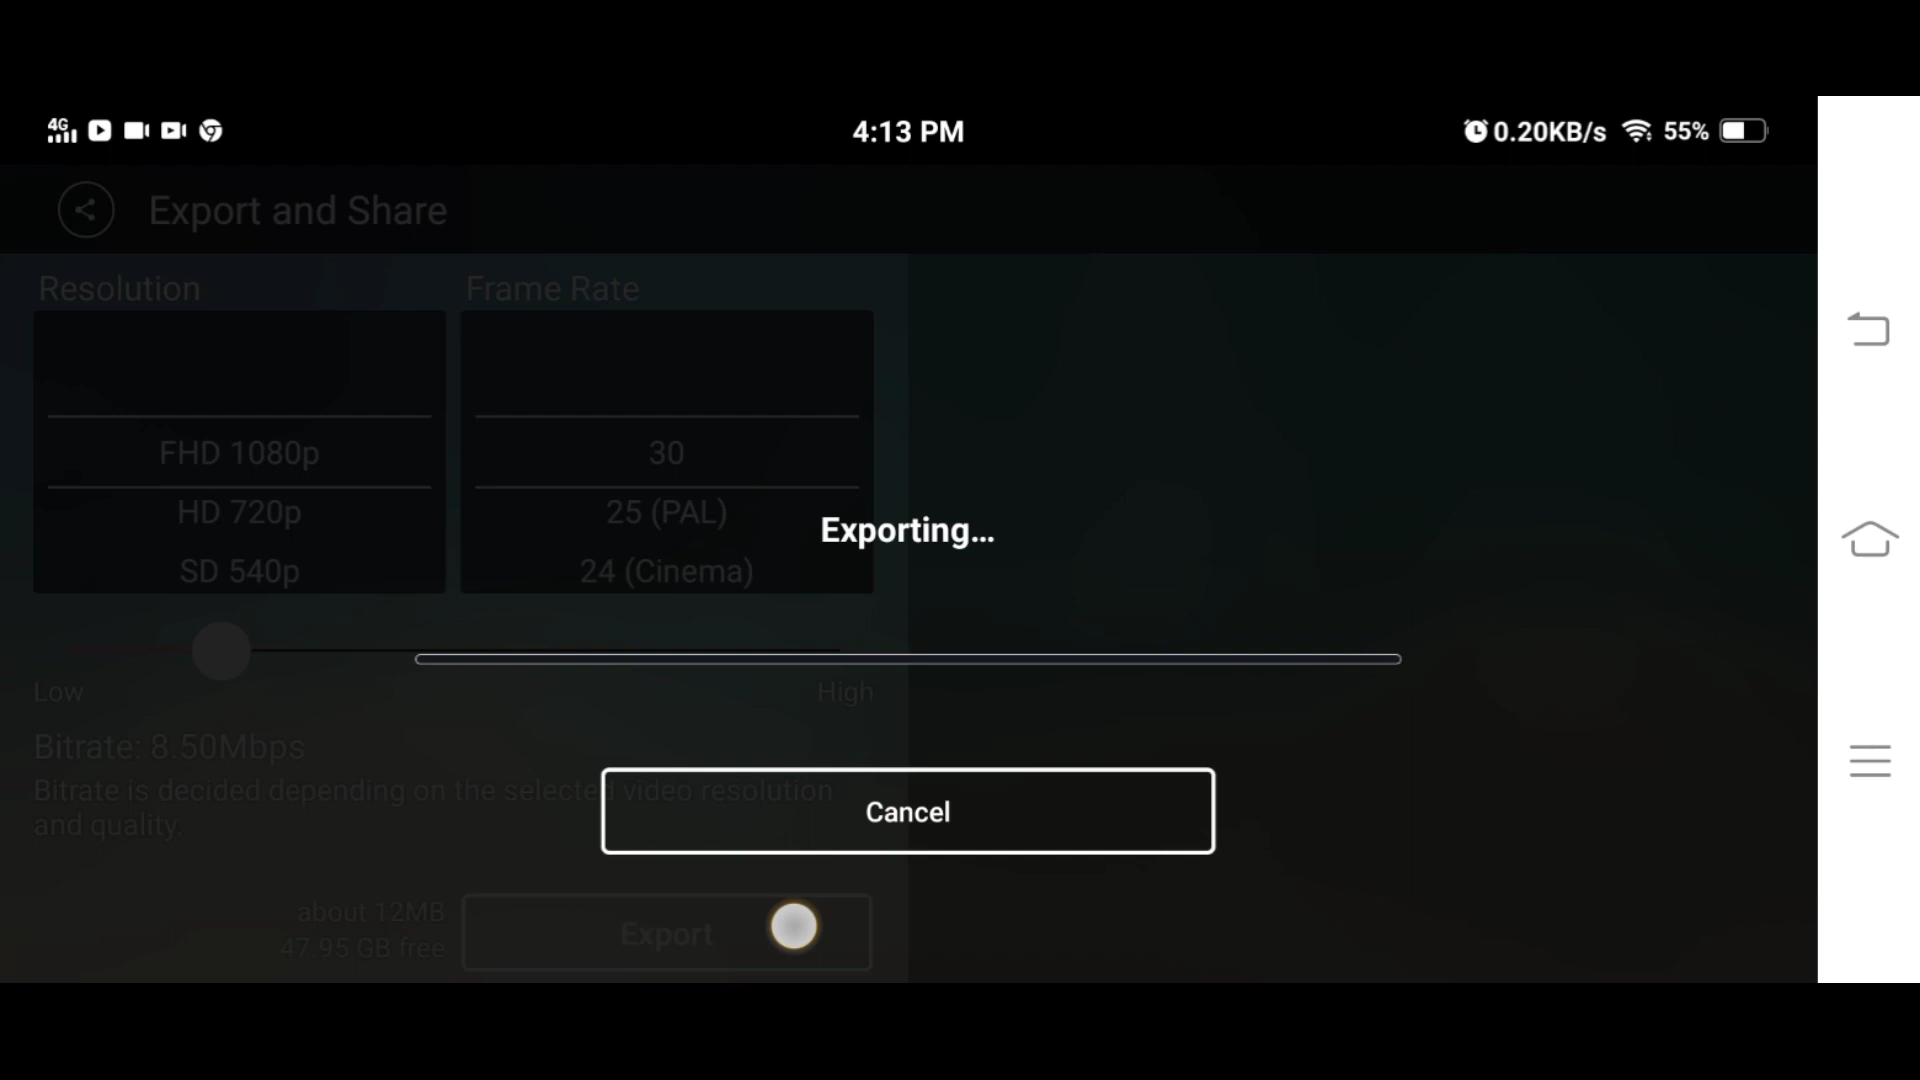 4G
4:13 PM
0.20KB/s
55%
Export and Share
Resolution
Frame Rate
FHD 1080p
HD 720p
SD 540p
30
25 (PAL)
24 (Cinema)
Exporting...
Low
High
Bitrate: 8.50Mbps
Bitrate is decided depending on the selected video resolution
and quality.
Cancel
about 12MB
47.95 GB free
Export